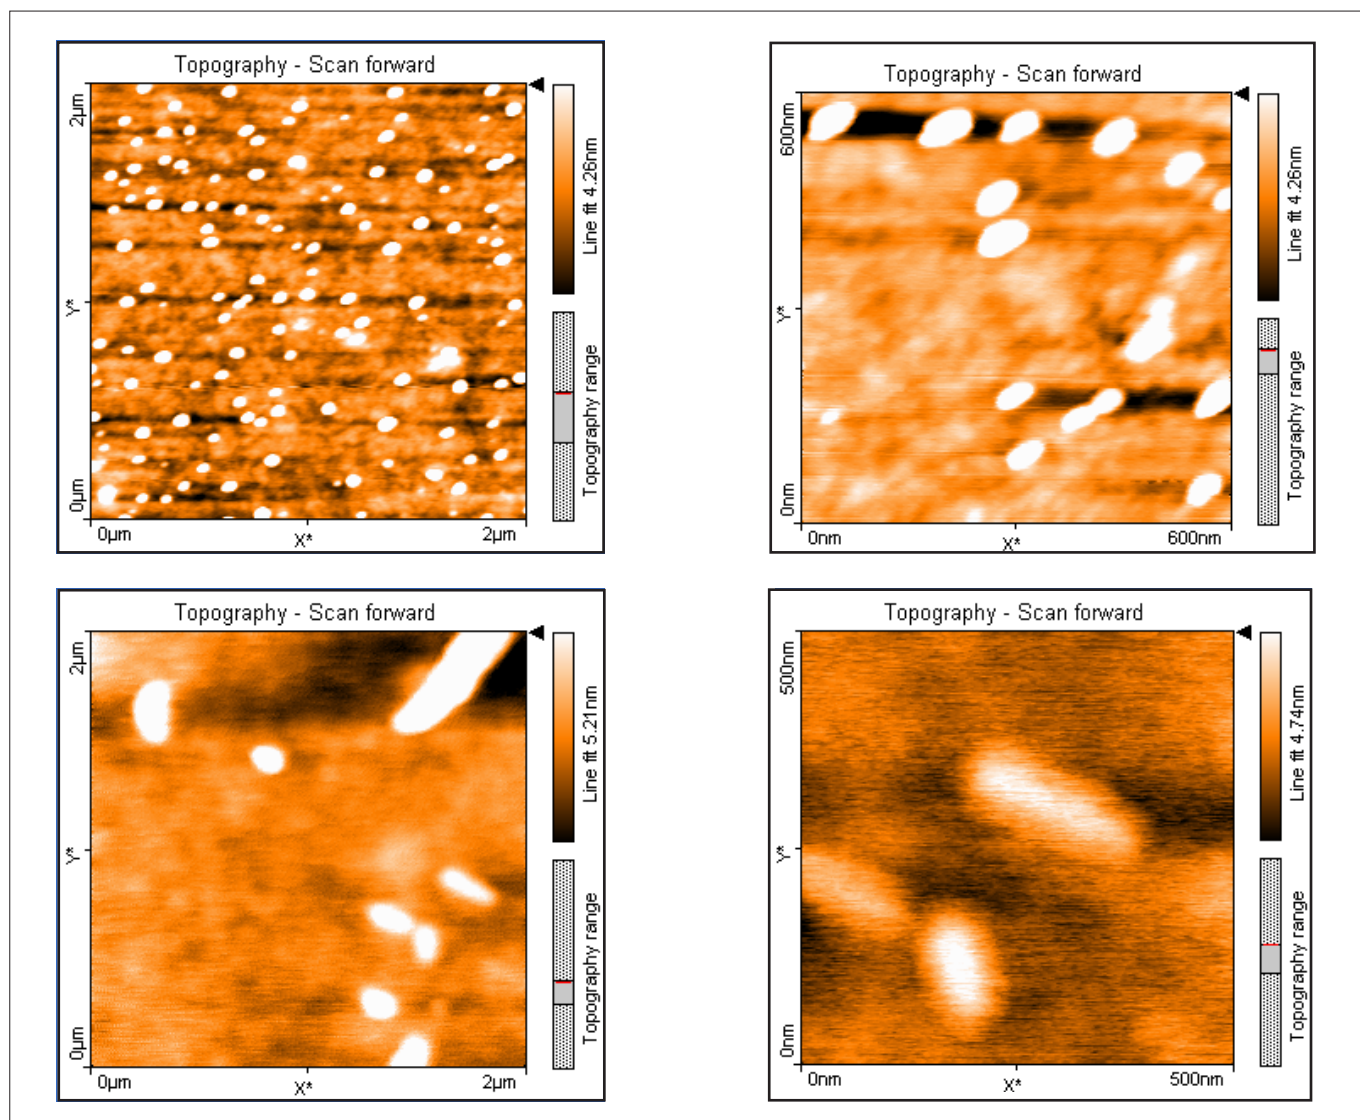 Topography - Scan forward
2µm
Y*
0µm
0µm
X*
2µm
Line fit 4.26nm
Topography range
Topography - Scan forward
600nm
Y*
0nm
0nm
X*
600nm
Line fit 4.26nm
Topography range
Topography - Scan forward
2µm
Y*
0µm
0µm
X*
2µm
Line fit 5.21nm
Topography range
Topography - Scan forward
500nm
Y*
0nm
0nm
X*
500nm
Line fit 4.74nm
Topography range